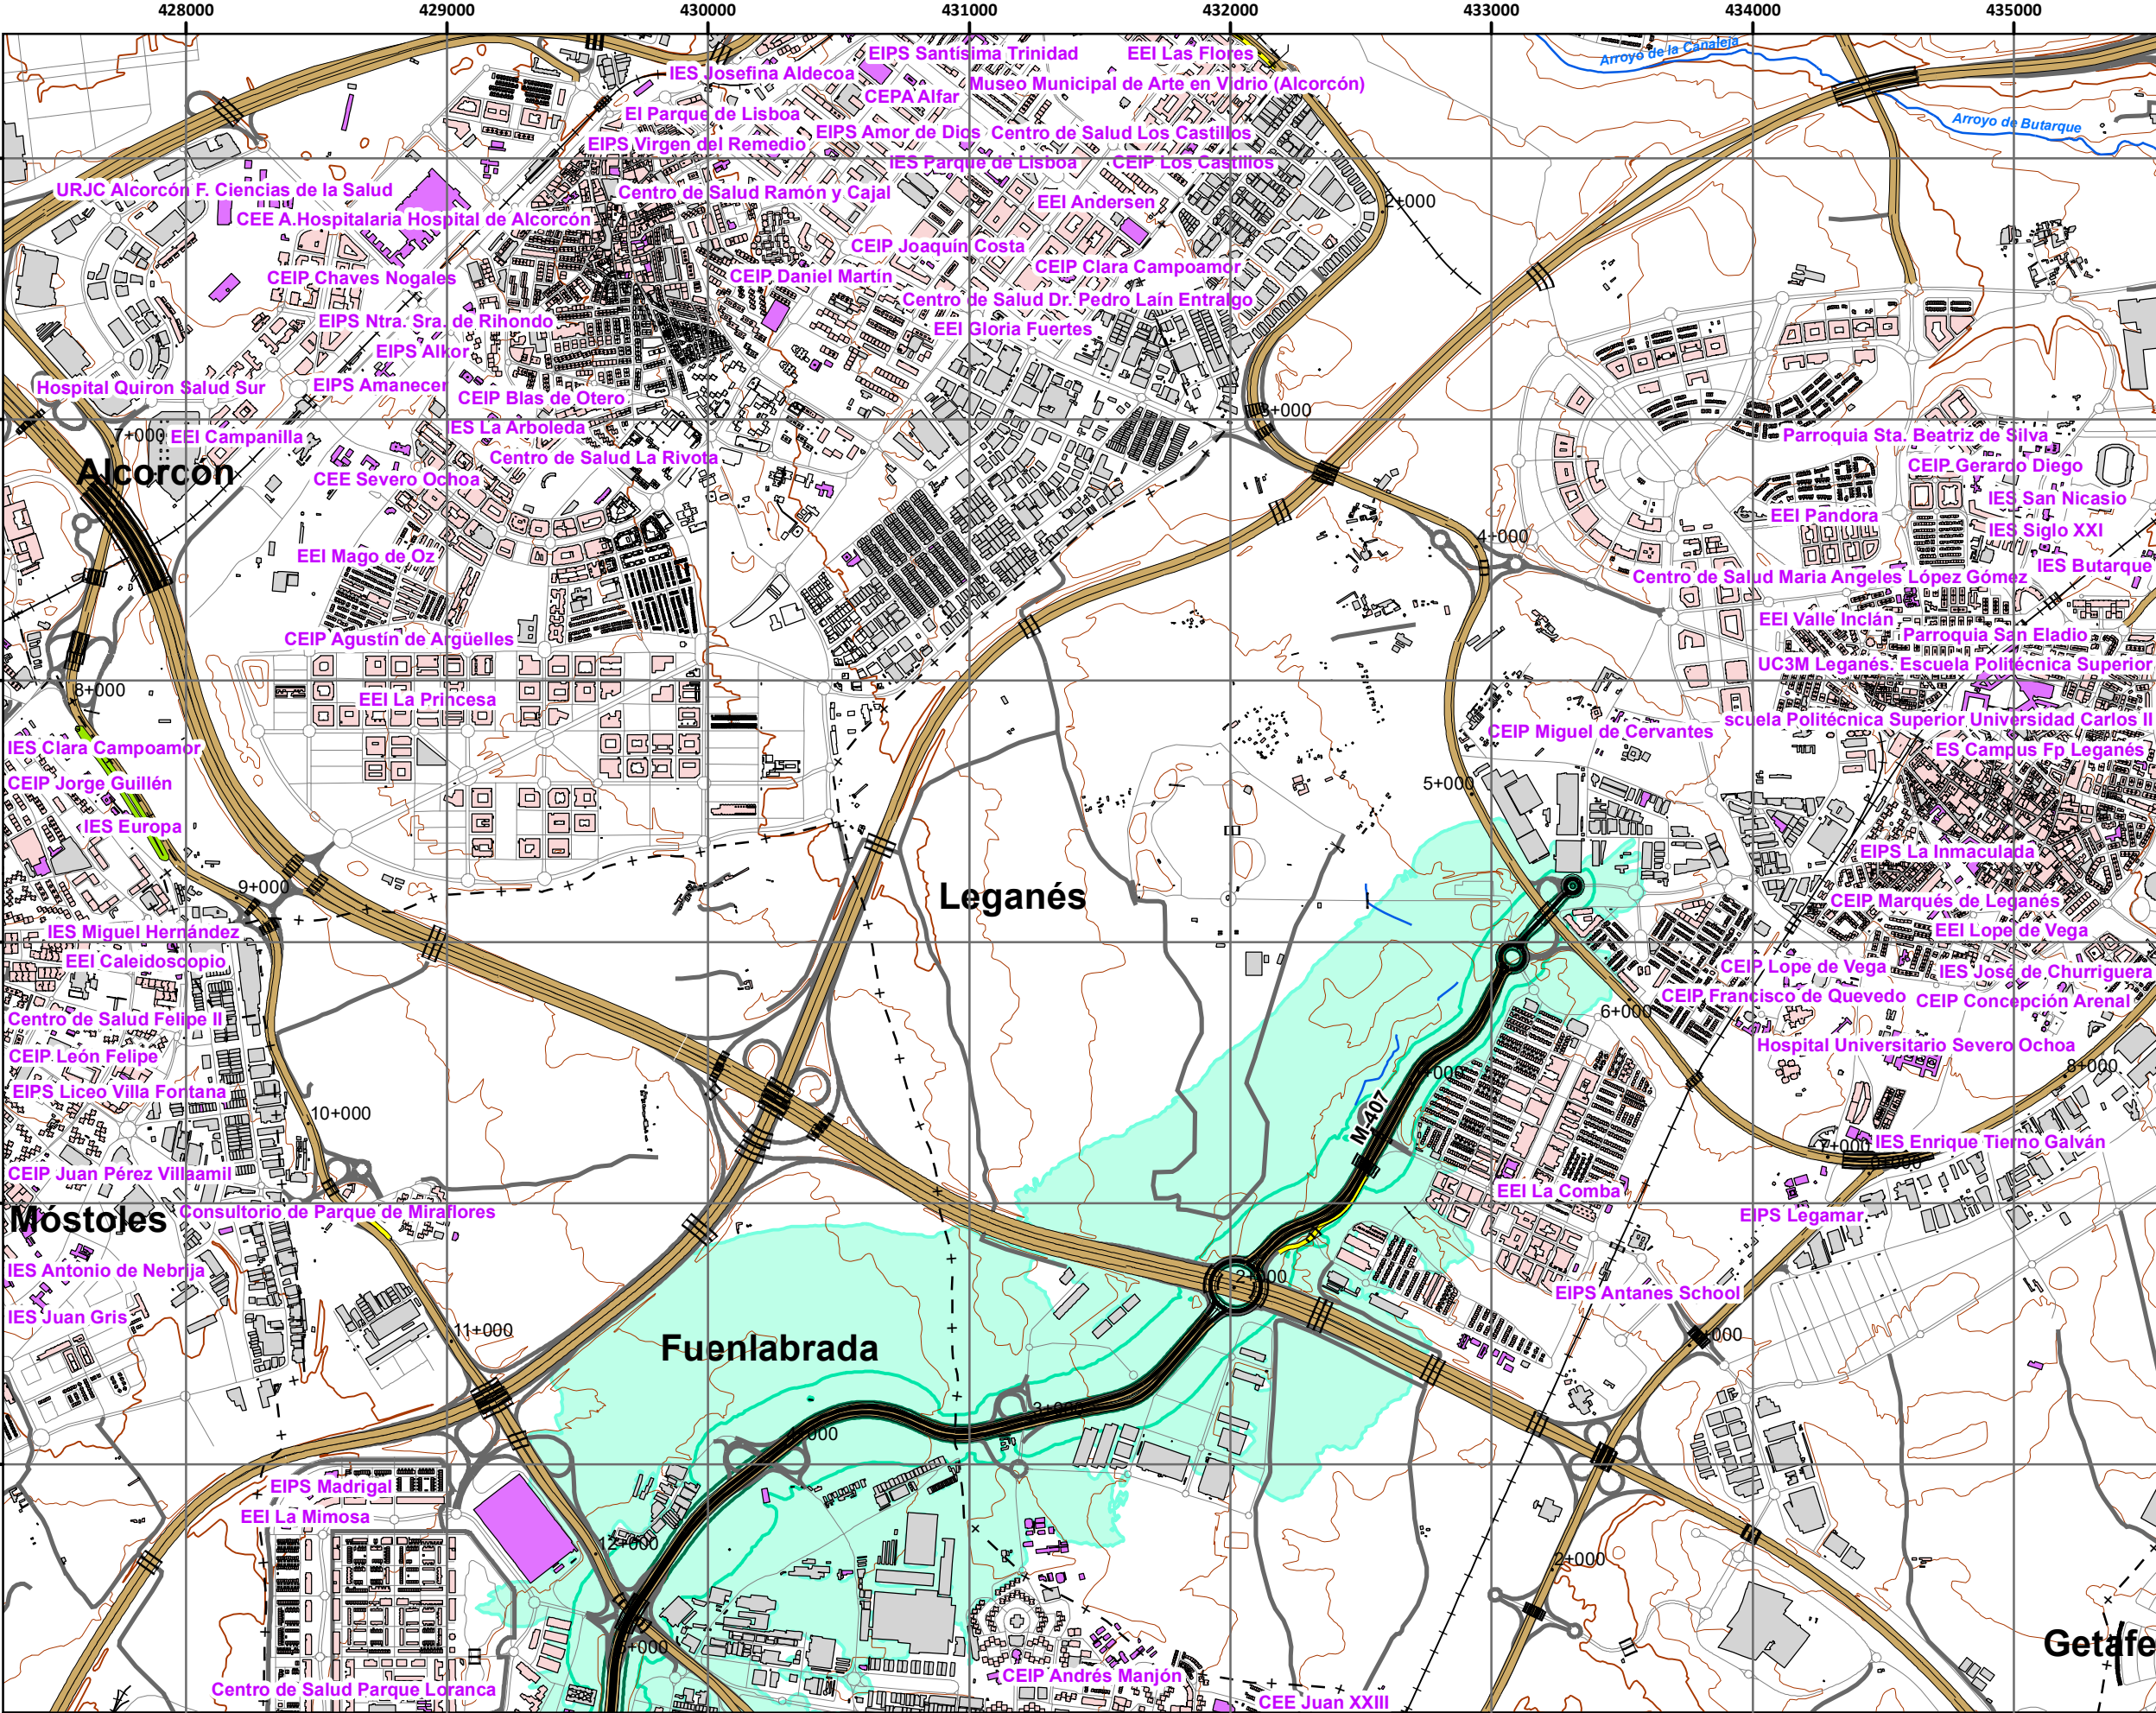 428000 429000 430000 431000 432000 433000 434000 435000
EIPS Santísima Trinidad
EEI Las Flores
Arroyo de la Canaleja
IES Josefina Aldecoa
Museo Municipal de Arte en Vidrio (Alcorcón)
CEPA Alfar
EI Parque de Lisboa
Arroyo de Butarque
EIPS Amor de Dios
Centro de Salud Los Castillos
EIPS Virgen del Remedio
IES Parque de Lisboa
CEIP Los Castillos
URJC Alcorcón F. Ciencias de la Salud
Centro de Salud Ramón y Cajal
EEI Andersen
2+000
CEE A.Hospitalaria Hospital de Alcorcón
CEIP Joaquín Costa
CEIP Chaves Nogales
CEIP Daniel Martín
CEIP Clara Campoamor
Centro de Salud Dr. Pedro Laín Entralgo
EIPS Ntra. Sra. de Rihondo
EEI Gloria Fuertes
EIPS Alkor
Hospital Quiron Salud Sur
EIPS Amanecer
CEIP Blas de Otero
3+000
7+000
EEI Campanilla
IES La Arboleda
Parroquia Sta. Beatriz de Silva
Alcorcón
Centro de Salud La Rivota
CEIP Gerardo Diego
CEE Severo Ochoa
IES San Nicasio
EEI Pandora
IES Siglo XXI
4+000
EEI Mago de Oz
IES Butarque
Centro de Salud Maria Angeles López Gómez
EEI Valle Inclán
CEIP Agustín de Argüelles
Parroquia San Eladio
UC3M Leganés. Escuela Politécnica Superior
8+000
EEI La Princesa
scuela Politécnica Superior Universidad Carlos II
CEIP Miguel de Cervantes
IES Clara Campoamor
ES Campus Fp Leganés
CEIP Jorge Guillén
5+000
IES Europa
EIPS La Inmaculada
9+000
Leganés
CEIP Marqués de Leganés
IES Miguel Hernández
EEI Lope de Vega
EEI Caleidoscopio
CEIP Lope de Vega
IES José de Churriguera
CEIP Francisco de Quevedo
CEIP Concepción Arenal
Centro de Salud Felipe II
6+000
CEIP León Felipe
Hospital Universitario Severo Ochoa
8+000
EIPS Liceo Villa Fontana
10+000
M-407
7+000
IES Enrique Tierno Galván
CEIP Juan Pérez Villaamil
EEI La Comba
Móstoles
Consultorio de Parque de Miraflores
EIPS Legamar
IES Antonio de Nebrija
2+000
EIPS Antanes School
IES Juan Gris
11+000
Fuenlabrada
3+000
4+000
EIPS Madrigal
EEI La Mimosa
12+000
2+000
5+000
Getafe
CEIP Andrés Manjón
Centro de Salud Parque Loranca
CEE Juan XXIII